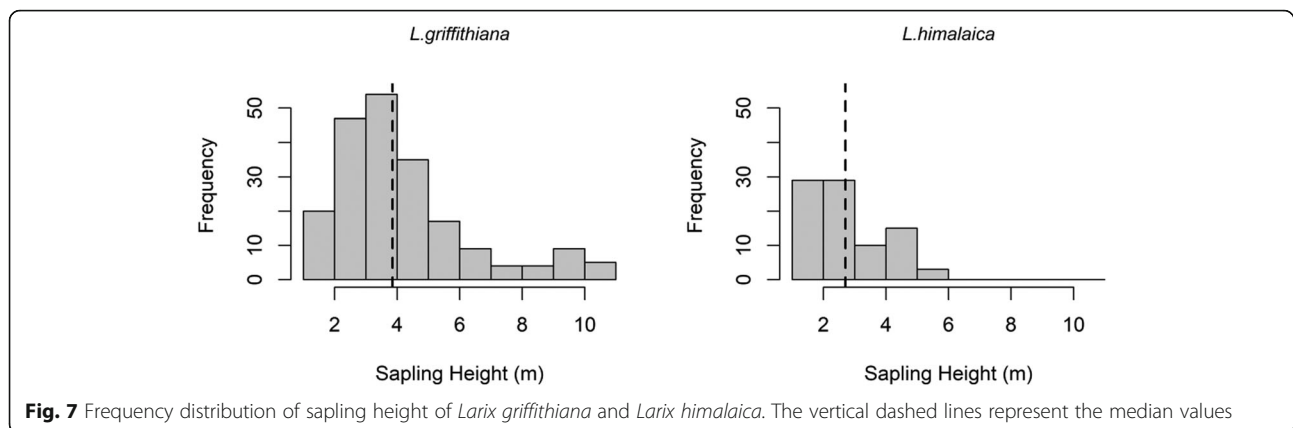 L.griffithiana
L.himalaica
Frequency
50
30
10
0
2 4 6 8 10
Sapling Height (m)
Frequency
50
30
10
0
2 4 6 8 10
Sapling Height (m)
Fig. 7 Frequency distribution of sapling height of Larix griffithiana and Larix himalaica. The vertical dashed lines represent the median values